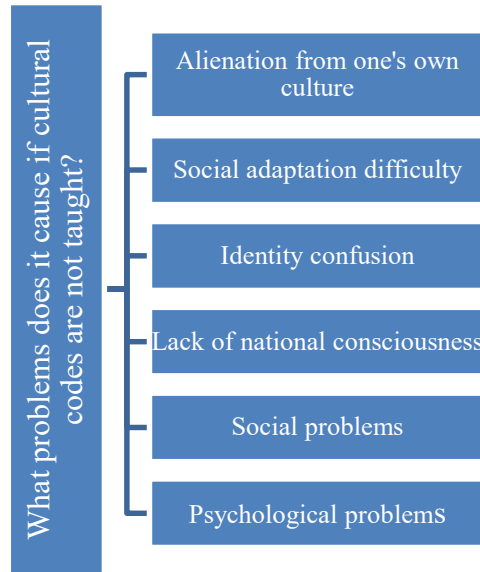 What problems does it cause if cultural
codes are not taught?
Alienation from one's own
culture
Social adaptation difficulty
Identity confusion
Lack of national consciousness
Social problems
Psychological problems